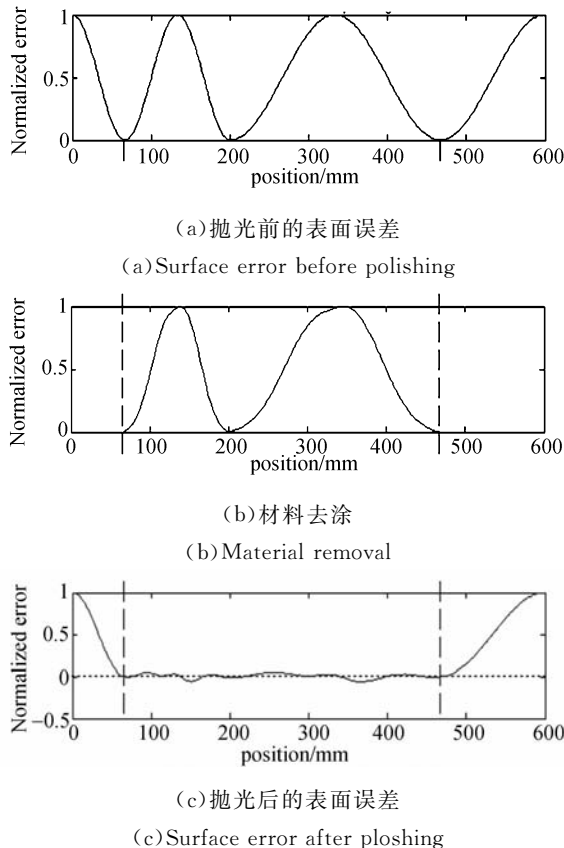 Normalized error
1
0.5
0
0 100 200 300 400 500 600
position/mm
(a)抛光前的表面误差
(a)Surface error before polishing
Normalized error
1
0.5
0
100 200 300 400 500 600
position/mm
(b)材料去涂
(b)Material removal
Normalized error
1
0.5
0
−0.5
0 100 200 300 400 500 600
position/mm
(c)抛光后的表面误差
(c)Surface error after ploshing